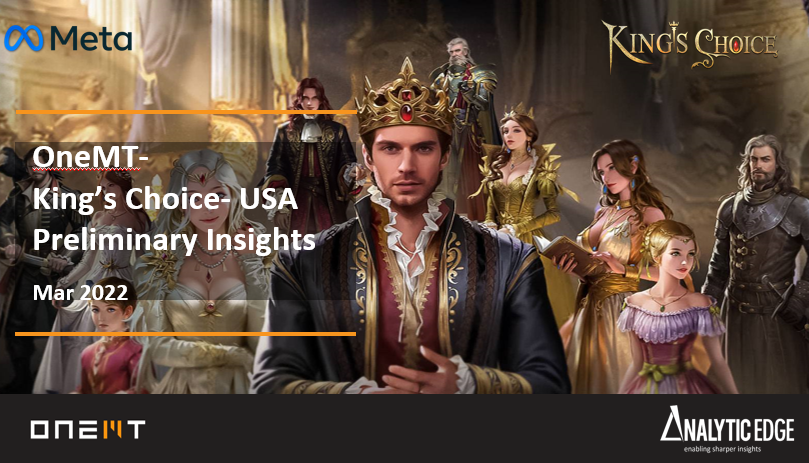 Meta
KING'S CHOICE
OneMT-
King's Choice- USA
Preliminary Insights
Mar 2022
ONEMT
ANALYTIC EDGE
enabling sharper insights